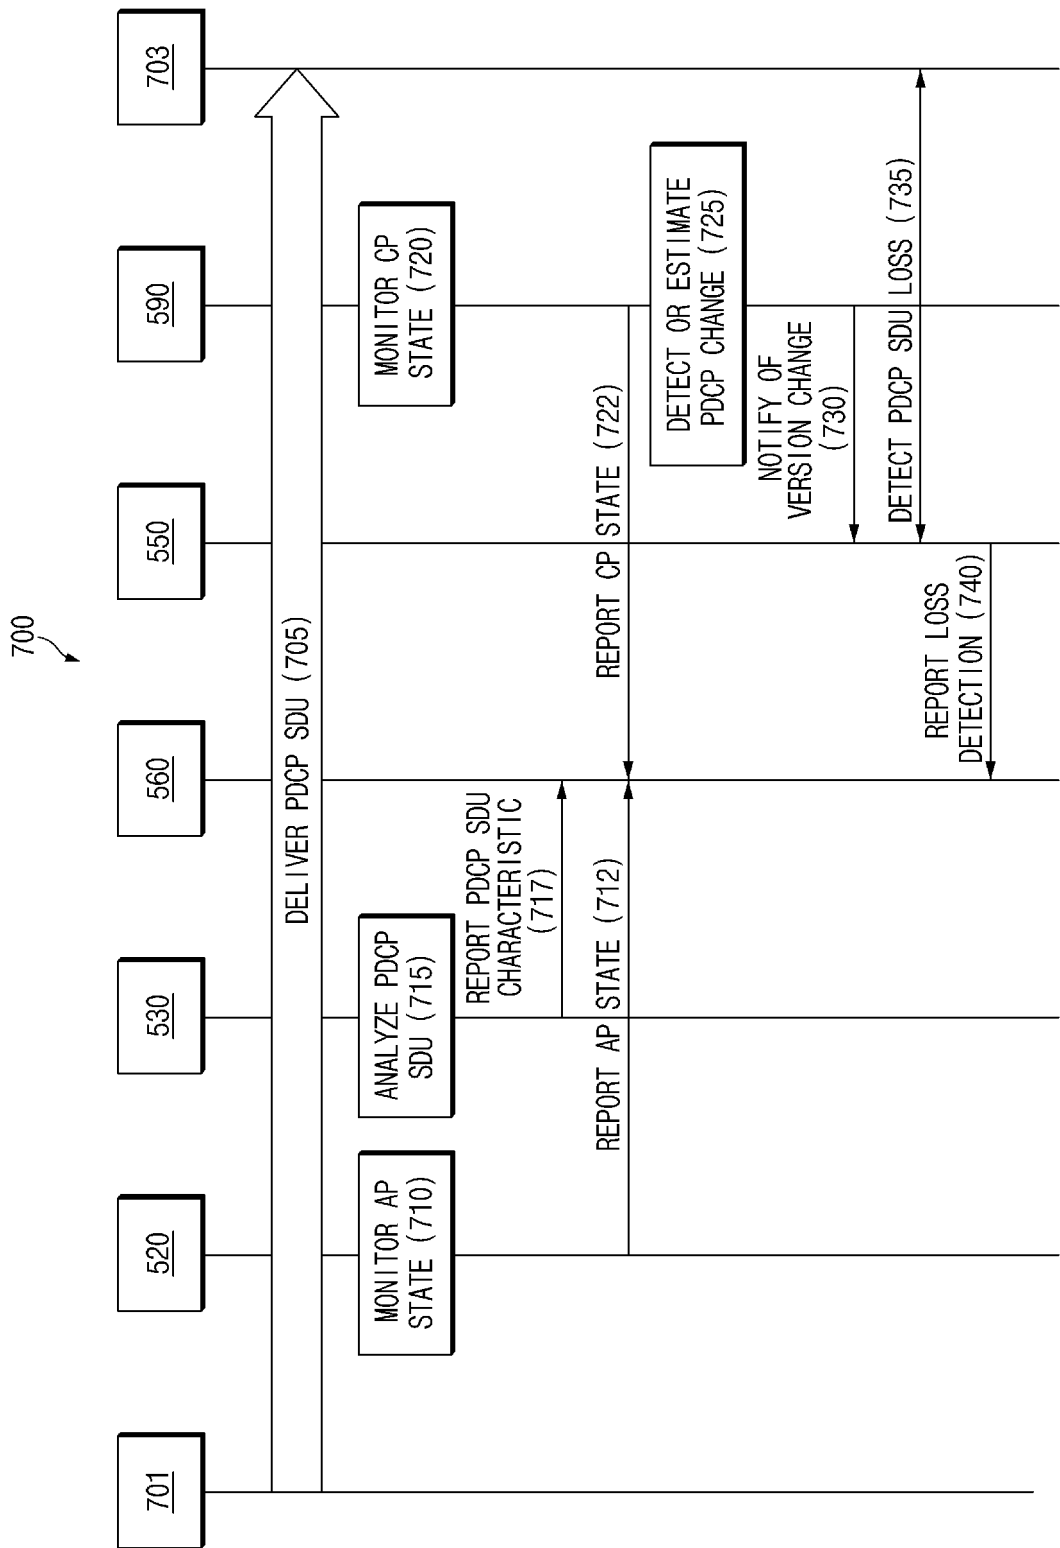 700
701
520
530
560
550
590
703
DELIVER PDCP SDU (705)
MONITOR AP
STATE (710)
ANALYZE PDCP
SDU (715)
MONITOR CP
STATE (720)
REPORT PDCP SDU
CHARACTERISTIC
(717)
REPORT AP STATE (712)
REPORT CP STATE (722)
DETECT OR ESTIMATE
PDCP CHANGE (725)
NOTIFY OF
VERSION CHANGE
(730)
DETECT PDCP SDU LOSS (735)
REPORT LOSS
DETECTION (740)